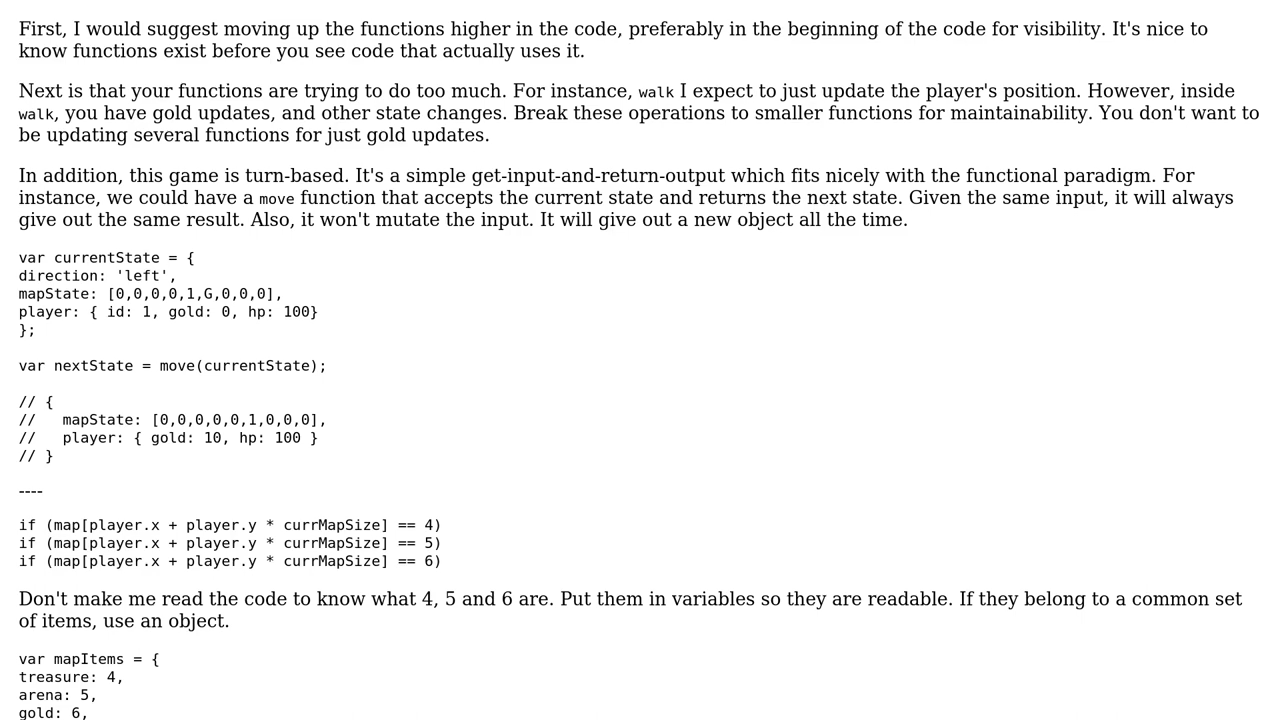 First, I would suggest moving up the functions higher in the code, preferably in the beginning of the code for visibility. It's nice to
know functions exist before you see code that actually uses it.
Next is that your functions are trying to do too much. For instance, walk I expect to just update the player's position. However, inside
walk, you have gold updates, and other state changes. Break these operations to smaller functions for maintainability. You don't want to
be updating several functions for just gold updates.
In addition, this game is turn-based. It's a simple get-input-and-return-output which fits nicely with the functional paradigm. For
instance, we could have a move function that accepts the current state and returns the next state. Given the same input, it will always
give out the same result. Also, it won't mutate the input. It will give out a new object all the time.
var currentState = {
direction: 'left',
mapState: [0,0,0,0,1,G,0,0,0],
player: { id: 1, gold: 0, hp: 100}
};
var nextState = move(currentState);
// {
//   mapState: [0,0,0,0,0,1,0,0,0],
//   player: { gold: 10, hp: 100 }
// }
----
if (map[player.x + player.y * currMapSize] == 4)
if (map[player.x + player.y * currMapSize] == 5)
if (map[player.x + player.y * currMapSize] == 6)
Don't make me read the code to know what 4, 5 and 6 are. Put them in variables so they are readable. If they belong to a common set
of items, use an object.
var mapItems = {
treasure: 4,
arena: 5,
gold: 6,